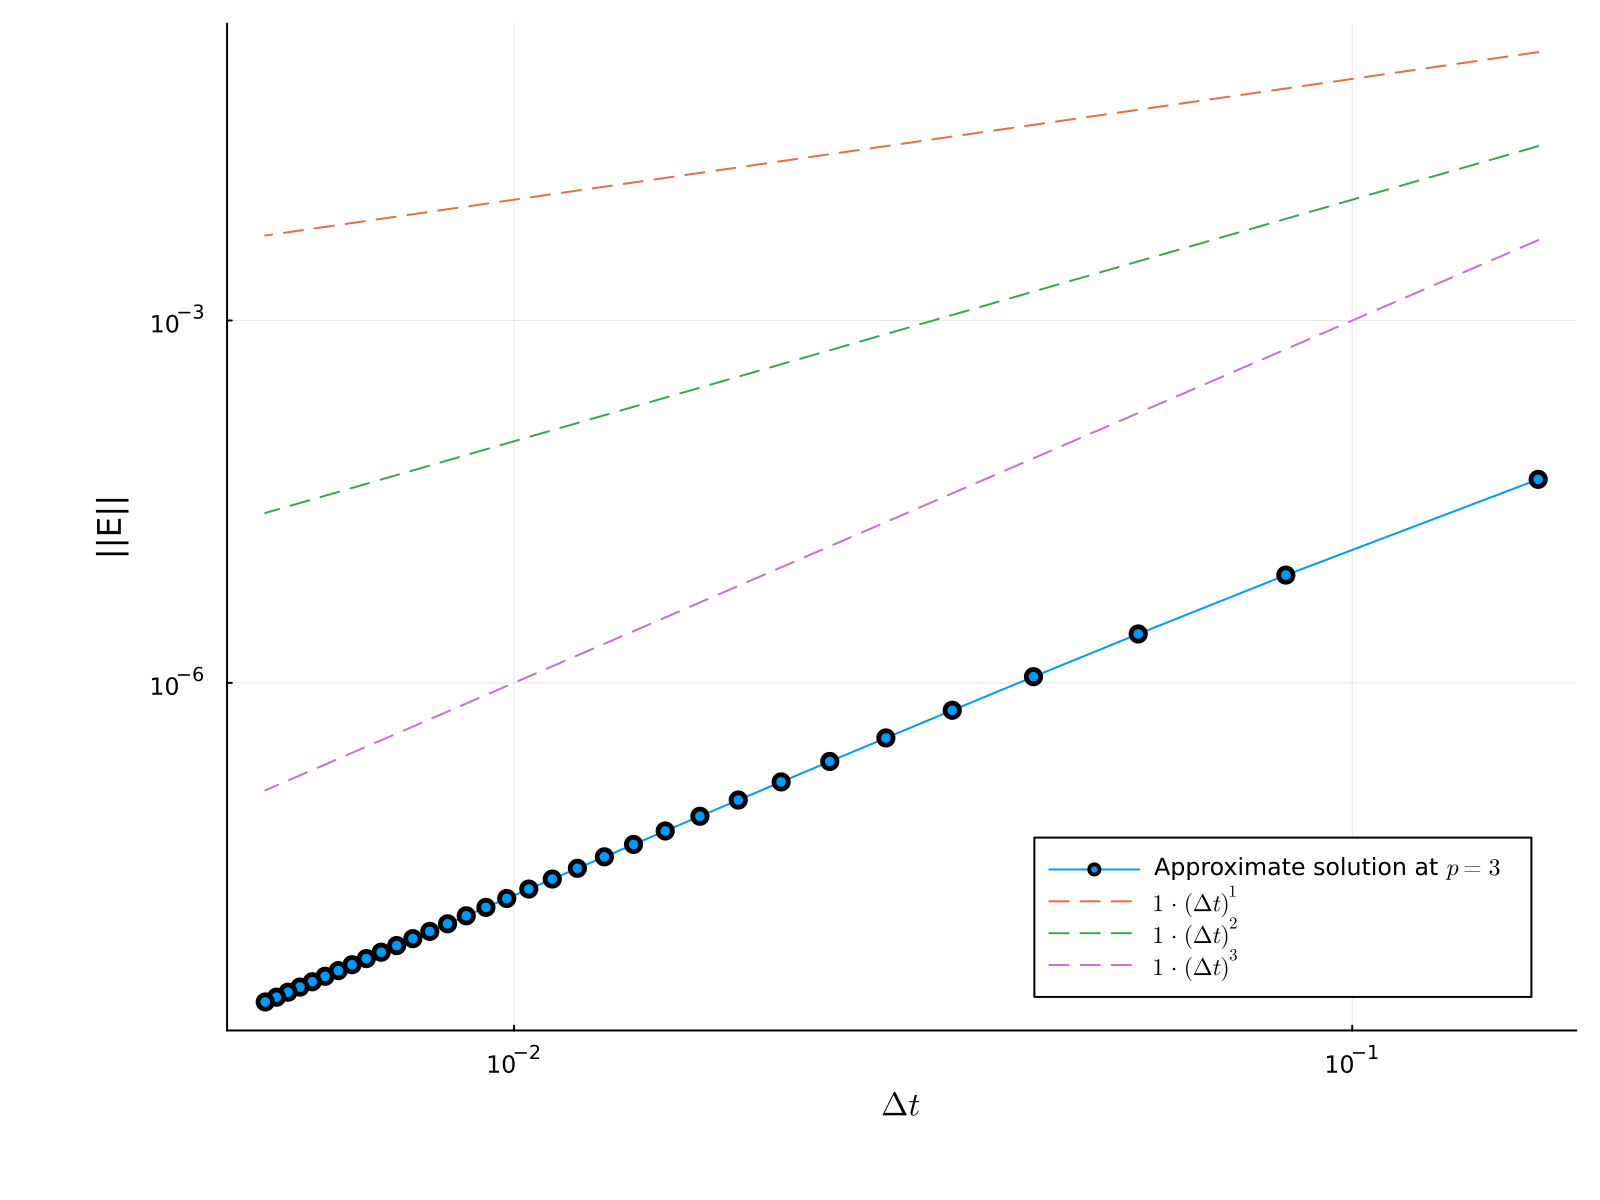 10⁻³
||E||
10⁻⁶
Approximate solution at p = 3
1 · (Δt)¹
1 · (Δt)²
1 · (Δt)³
10⁻² 10⁻¹
Δt